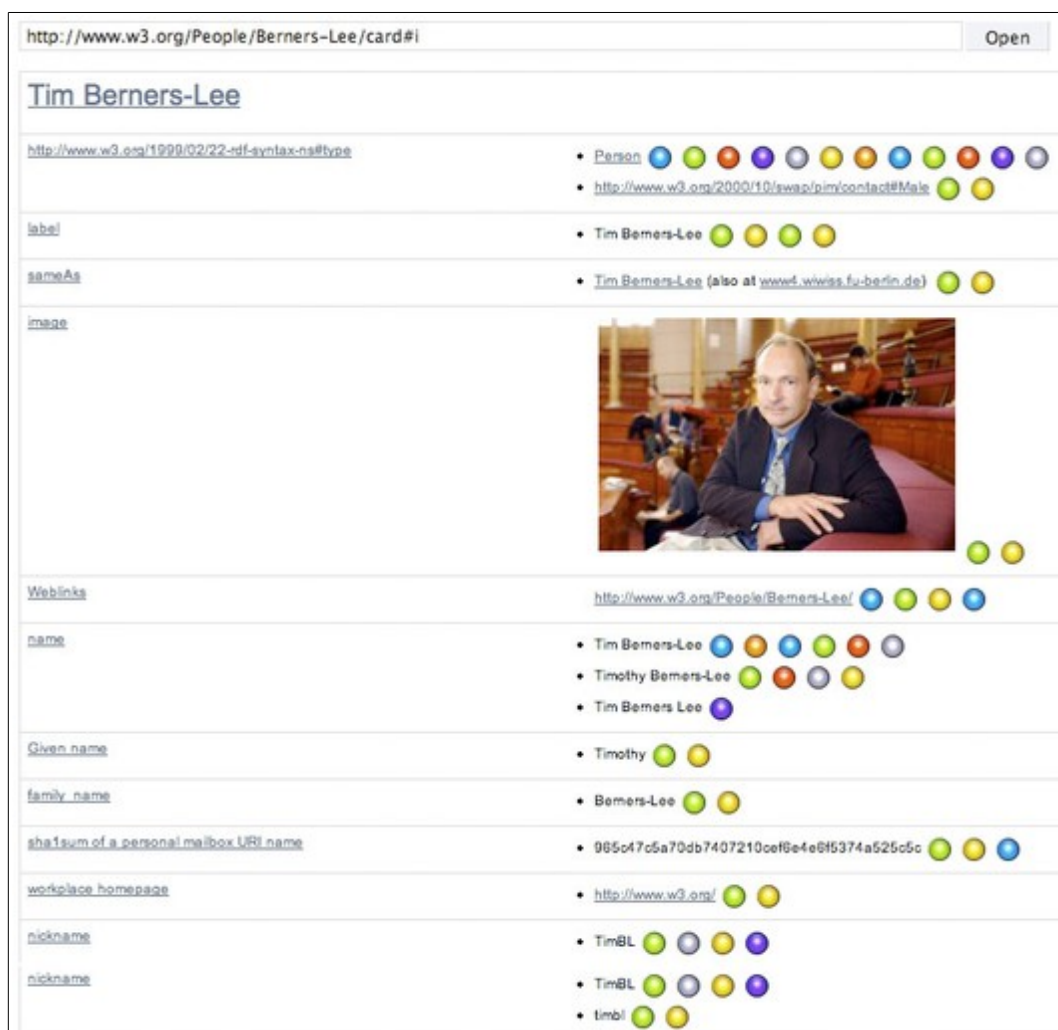 http://www.w3.org/People/Berners-Lee/card#i Open
Tim Berners-Lee
http://www.w3.org/1999/02/22-rdf-syntax-ns#type • Person
• http://www.w3.org/2000/10/swap/pim/contact#Male
label • Tim Berners-Lee
sameAs • Tim Berners-Lee (also at www4.wiwiss.fu-berlin.de)
image
Weblinks http://www.w3.org/People/Berners-Lee/
name • Tim Berners-Lee
• Timothy Berners-Lee
• Tim Berners Lee
Given name • Timothy
family_name • Berners-Lee
sha1sum of a personal mailbox URI name • 965c47c5a70db7407210cef6e4e6f5374a525c5c
workplace homepage • http://www.w3.org/
nickname • TimBL
nickname • TimBL
• timbl